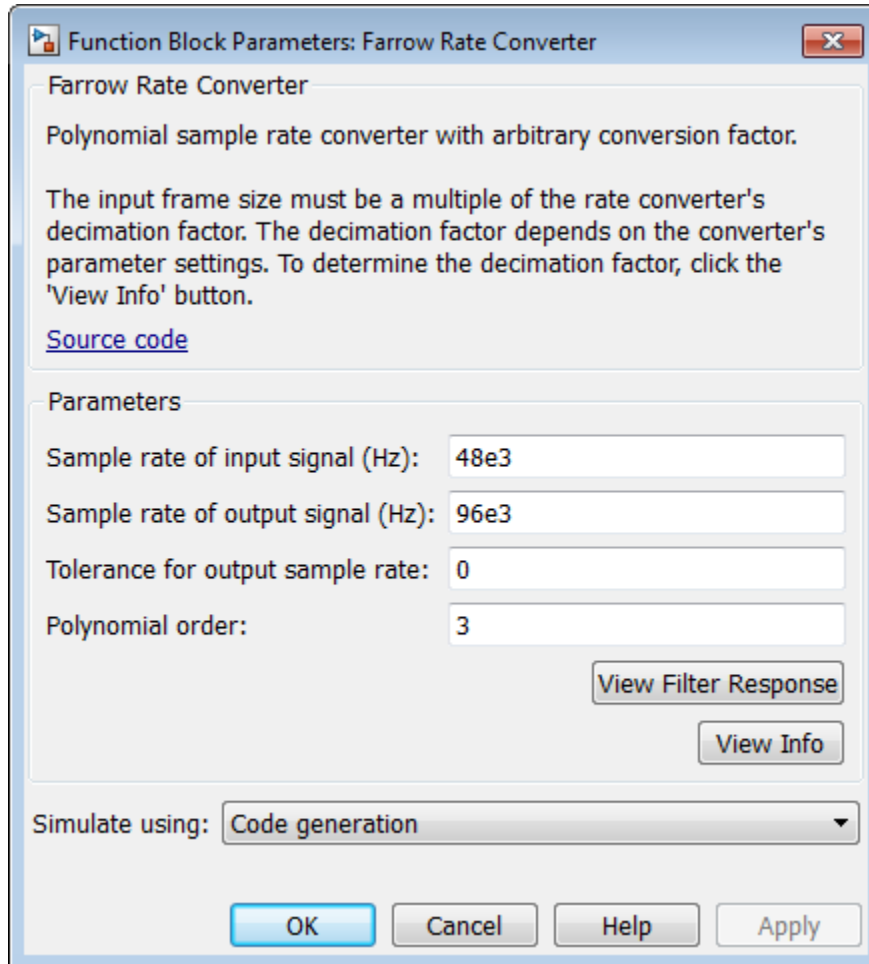 Function Block Parameters: Farrow Rate Converter
Farrow Rate Converter
Polynomial sample rate converter with arbitrary conversion factor.
The input frame size must be a multiple of the rate converter's
decimation factor. The decimation factor depends on the converter's
parameter settings. To determine the decimation factor, click the
'View Info' button.
Source code
Parameters
Sample rate of input signal (Hz): 48e3
Sample rate of output signal (Hz): 96e3
Tolerance for output sample rate: 0
Polynomial order: 3
View Filter Response
View Info
Simulate using: Code generation
OK Cancel Help Apply